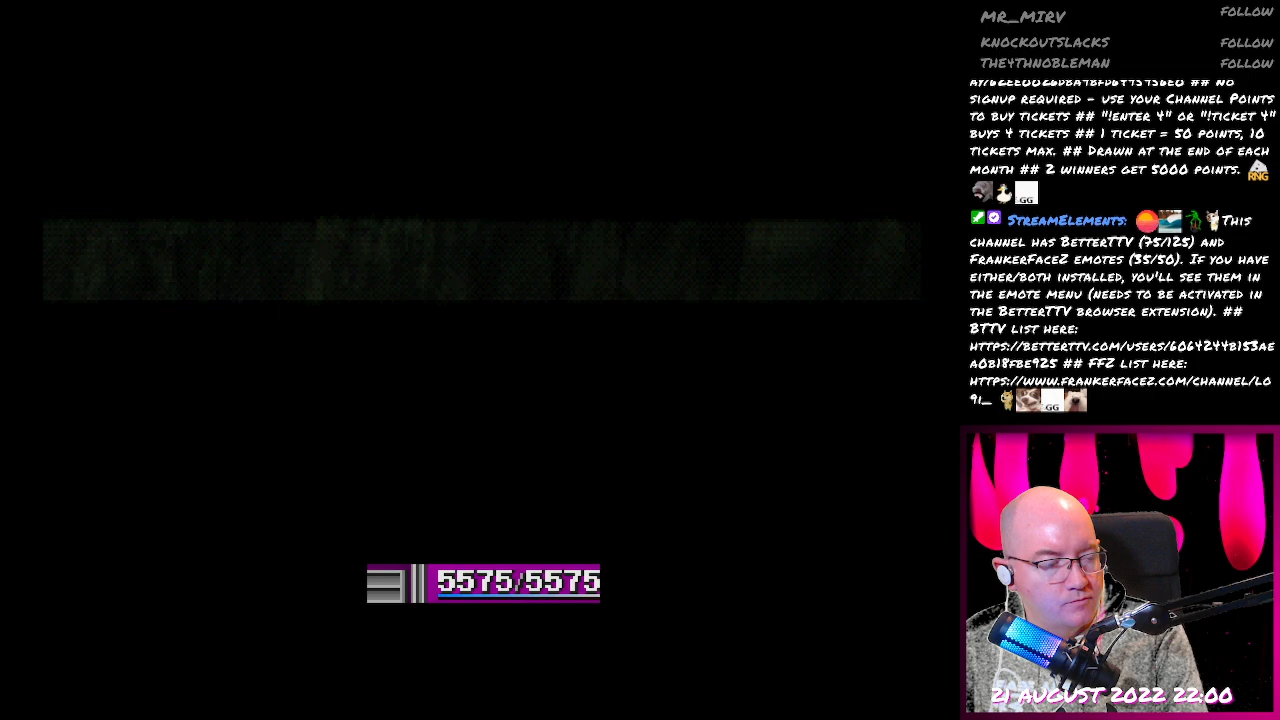 MR_MIRV FOLLOW
KNOCKOUTSLACKS FOLLOW
THE4THNOBLEMAN FOLLOW
SIGNUP REQUIRED - USE YOUR CHANNEL POINTS
TO BUY TICKETS ## "!ENTER 4" OR "!TICKET 4"
BUYS 4 TICKETS ## 1 TICKET = 50 POINTS, 10
TICKETS MAX. ## DRAWN AT THE END OF EACH
MONTH ## 2 WINNERS GET 5000 POINTS. RNG
GG
STREAMELEMENTS: THIS
CHANNEL HAS BETTERTTV (75/125) AND
FRANKERFACEZ EMOTES (35/50). IF YOU HAVE
EITHER/BOTH INSTALLED, YOU'LL SEE THEM IN
THE EMOTE MENU (NEEDS TO BE ACTIVATED IN
THE BETTERTTV BROWSER EXTENSION). ##
BTTV LIST HERE:
HTTPS://BETTERTTV.COM/USERS/6064244B153AE
A0B18FBE925 ## FFZ LIST HERE:
HTTPS://WWW.FRANKERFACEZ.COM/CHANNEL/LO
9I_ GG
5575/5575
21 AUGUST 2022 22:00